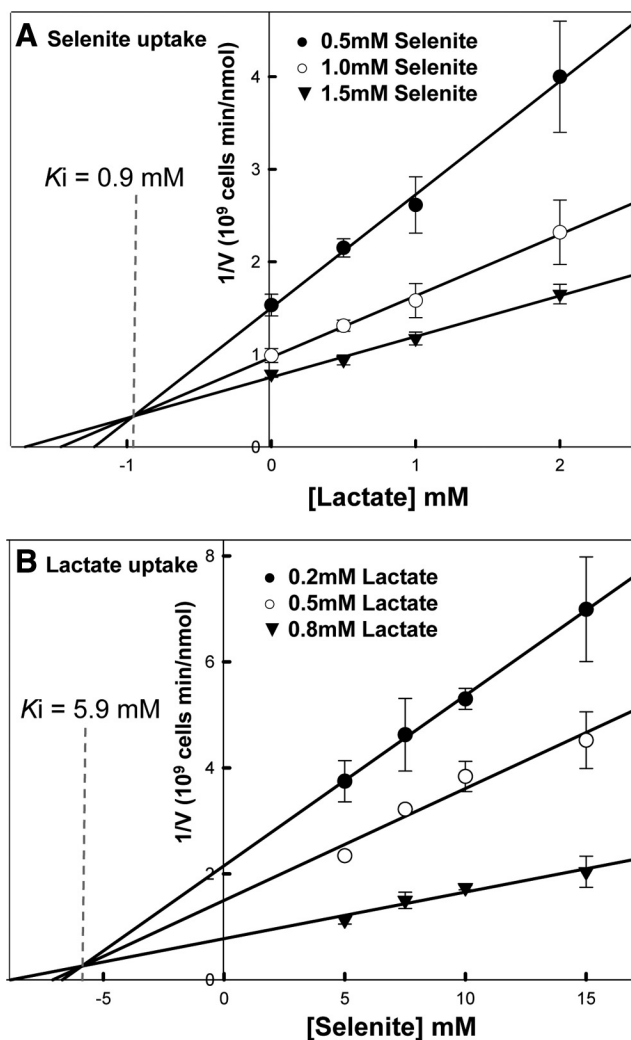 A Selenite uptake
0.5mM Selenite
1.0mM Selenite
1.5mM Selenite
Ki = 0.9 mM
1/V (10⁹ cells min/nmol)
4
3
2
1
0
-1 0 1 2
[Lactate] mM
B Lactate uptake
0.2mM Lactate
0.5mM Lactate
0.8mM Lactate
Ki = 5.9 mM
1/V (10⁹ cells min/nmol)
8
6
4
2
0
-5 0 5 10 15
[Selenite] mM